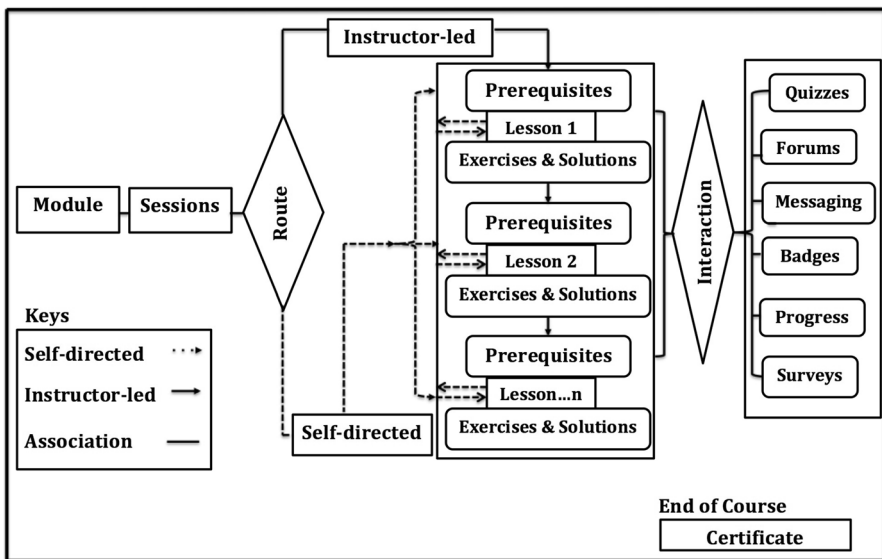 Instructor-led
Module
Sessions
Route
Prerequisites
Lesson 1
Exercises & Solutions
Prerequisites
Lesson 2
Exercises & Solutions
Prerequisites
Lesson...n
Exercises & Solutions
Self-directed
Interaction
Quizzes
Forums
Messaging
Badges
Progress
Surveys
Keys
Self-directed
Instructor-led
Association
End of Course
Certificate